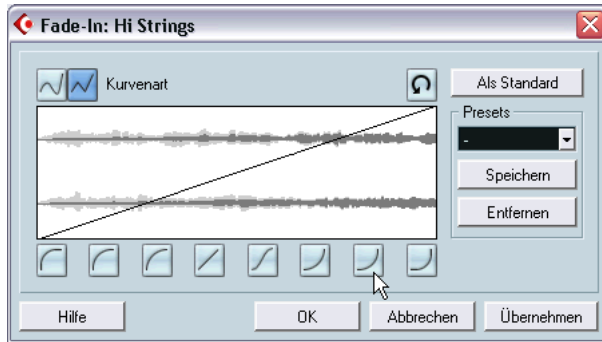 Fade-In: Hi Strings
Kurvenart
Als Standard
Presets
-
Speichern
Entfernen
Hilfe
OK
Abbrechen
Übernehmen